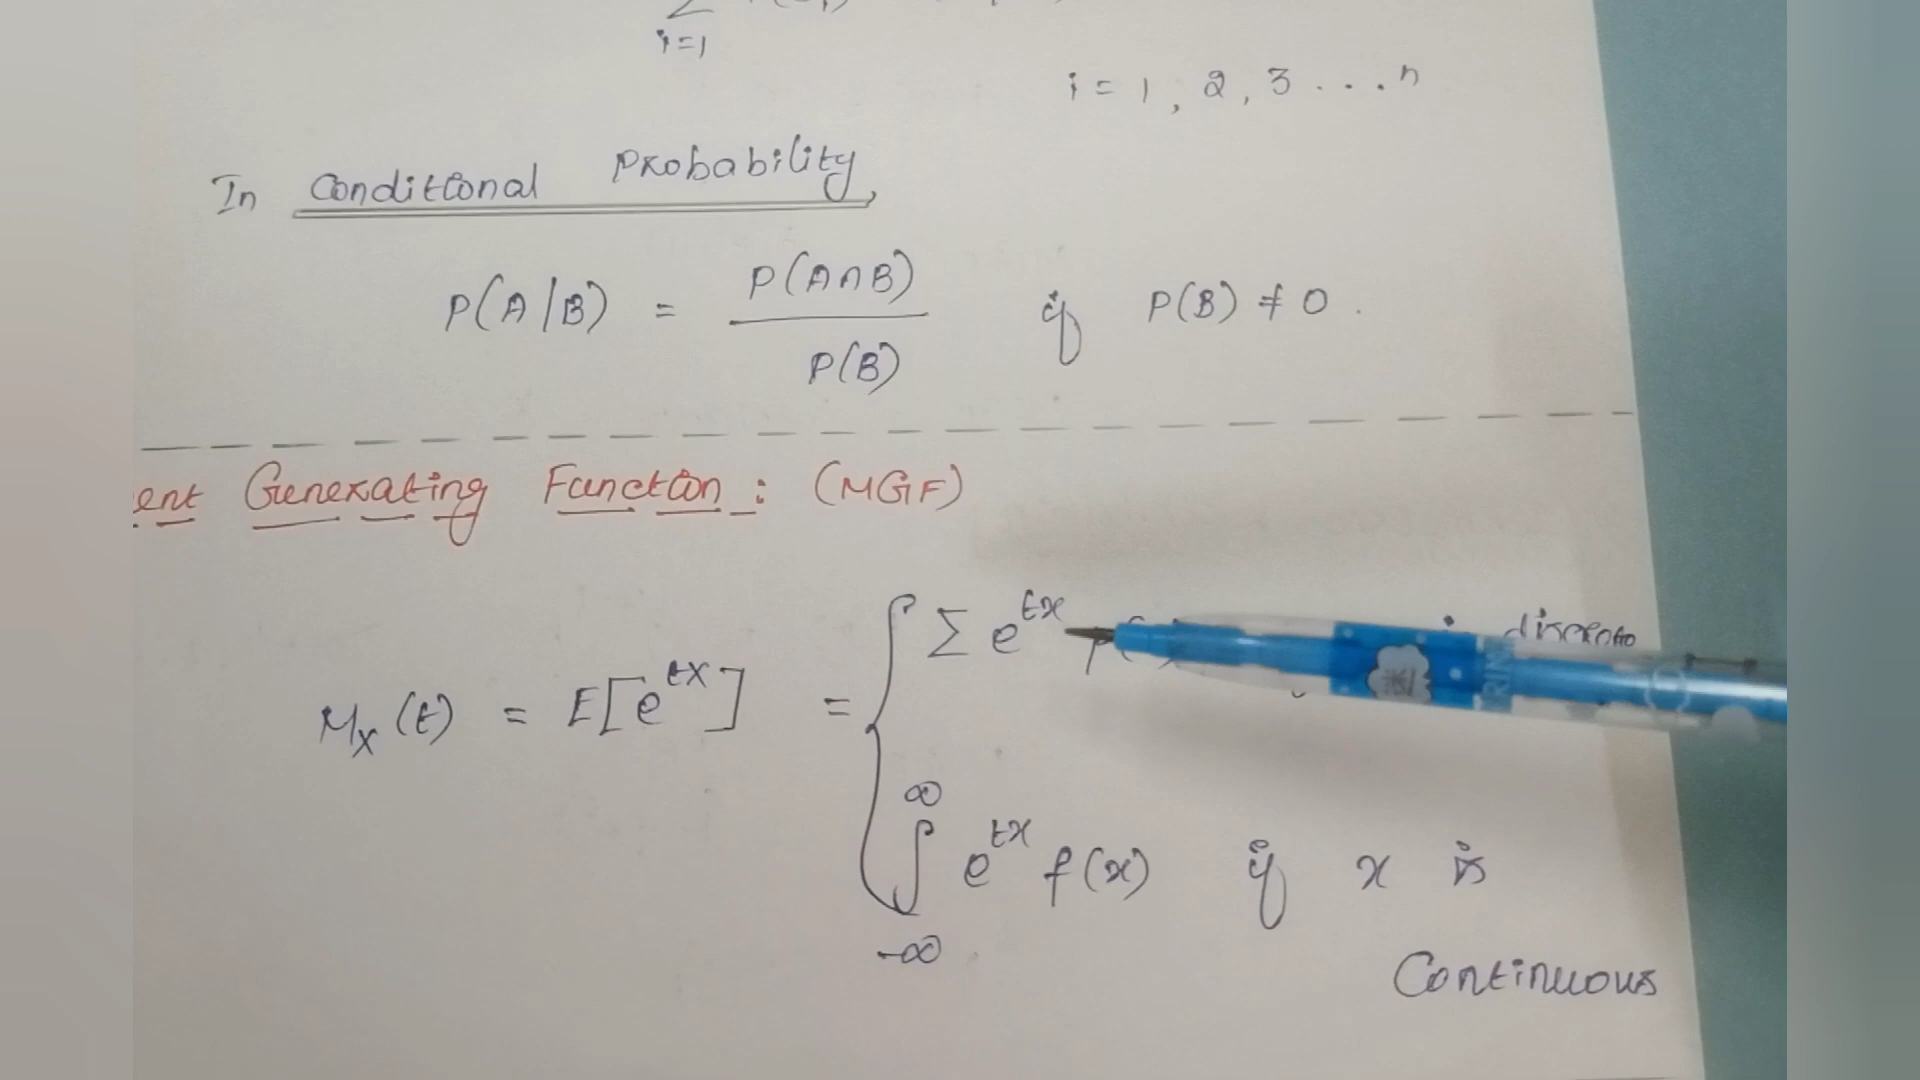 i=1
i = 1, 2, 3 . . . n
In Conditional Probability,
P(A/B) = P(A∩B) / P(B) if P(B) ≠ 0.
ent Generating Function : (MGF)
Mx(t) = E[e^tx] = { Σ e^tx p( discrete
∞
∫ e^tx f(x) if x is
-∞
Continuous